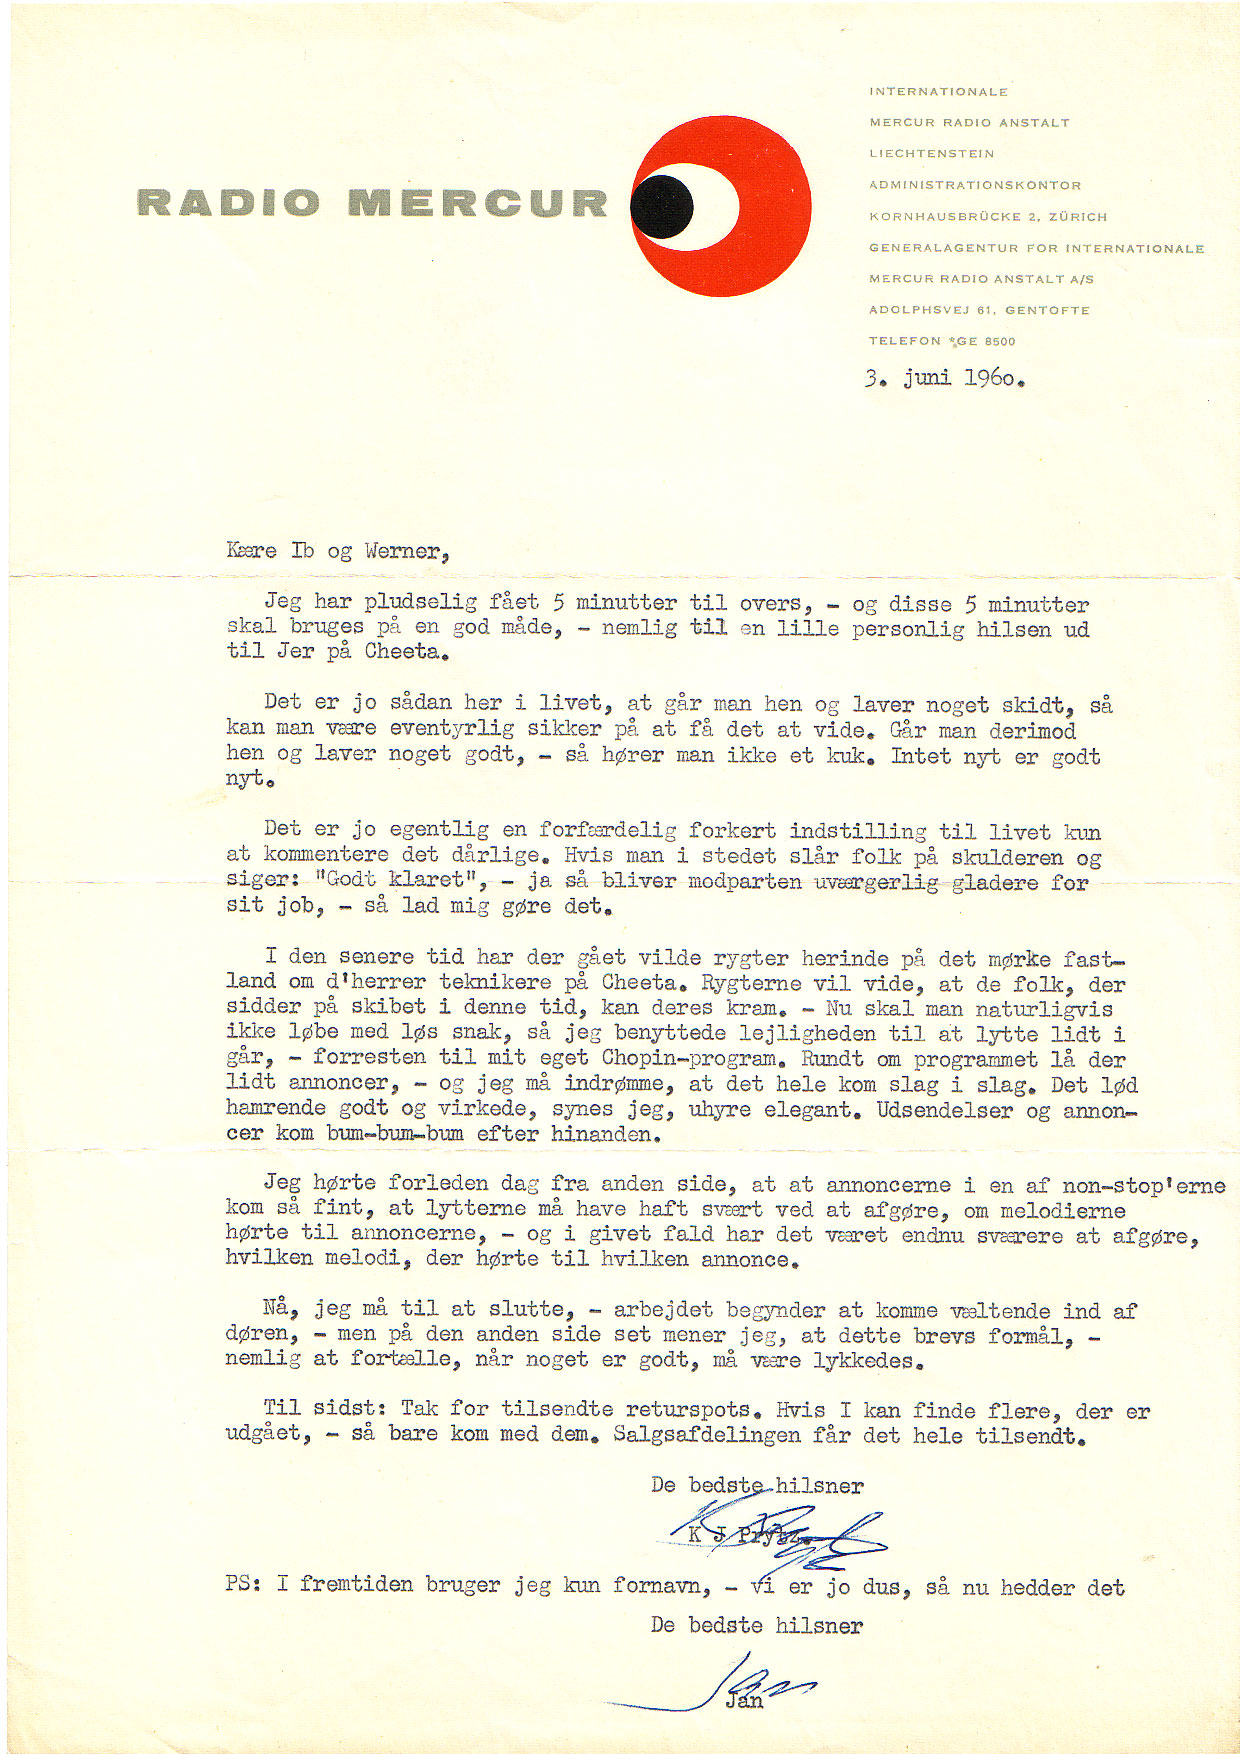 RADIO MERCUR
INTERNATIONALE
MERCUR RADIO ANSTALT
LIECHTENSTEIN
ADMINISTRATIONSKONTOR
KORNHAUSBRÜCKE 2, ZÜRICH
GENERALAGENTUR FOR INTERNATIONALE
MERCUR RADIO ANSTALT A/S
ADOLPHSVEJ 61, GENTOFTE
TELEFON *GE 8500
3. juni 196o.
Kære Ib og Werner,
Jeg har pludselig fået 5 minutter til overs, - og disse 5 minutter
skal bruges på en god måde, - nemlig til en lille personlig hilsen ud
til Jer på Cheeta.
Det er jo sådan her i livet, at går man hen og laver noget skidt, så
kan man være eventyrlig sikker på at få det at vide. Går man derimod
hen og laver noget godt, - så hører man ikke et kuk. Intet nyt er godt
nyt.
Det er jo egentlig en forfærdelig forkert indstilling til livet kun
at kommentere det dårlige. Hvis man i stedet slår folk på skulderen og
siger: "Godt klaret", - ja så bliver modparten uværgerlig gladere for
sit job, - så lad mig gøre det.
I den senere tid har der gået vilde rygter herinde på det mørke fast-
land om d'herrer teknikere på Cheeta. Rygterne vil vide, at de folk, der
sidder på skibet i denne tid, kan deres kram. - Nu skal man naturligvis
ikke løbe med løs snak, så jeg benyttede lejligheden til at lytte lidt i
går, - forresten til mit eget Chopin-program. Rundt om programmet lå der
lidt annoncer, - og jeg må indrømme, at det hele kom slag i slag. Det lød
hamrende godt og virkede, synes jeg, uhyre elegant. Udsendelser og annon-
cer kom bum-bum-bum efter hinanden.
Jeg hørte forleden dag fra anden side, at at annoncerne i en af non-stop'erne
kom så fint, at lytterne må have haft svært ved at afgøre, om melodierne
hørte til annoncerne, - og i givet fald har det været endnu sværere at afgøre,
hvilken melodi, der hørte til hvilken annonce.
Nå, jeg må til at slutte, - arbejdet begynder at komme væltende ind af
døren, - men på den anden side set mener jeg, at dette brevs formål, -
nemlig at fortælle, når noget er godt, må være lykkedes.
Til sidst: Tak for tilsendte returspots. Hvis I kan finde flere, der er
udgået, - så bare kom med dem. Salgsafdelingen får det hele tilsendt.
De bedste hilsner
K J Prytz.
PS: I fremtiden bruger jeg kun fornavn, - vi er jo dus, så nu hedder det
De bedste hilsner
Jan
Jan